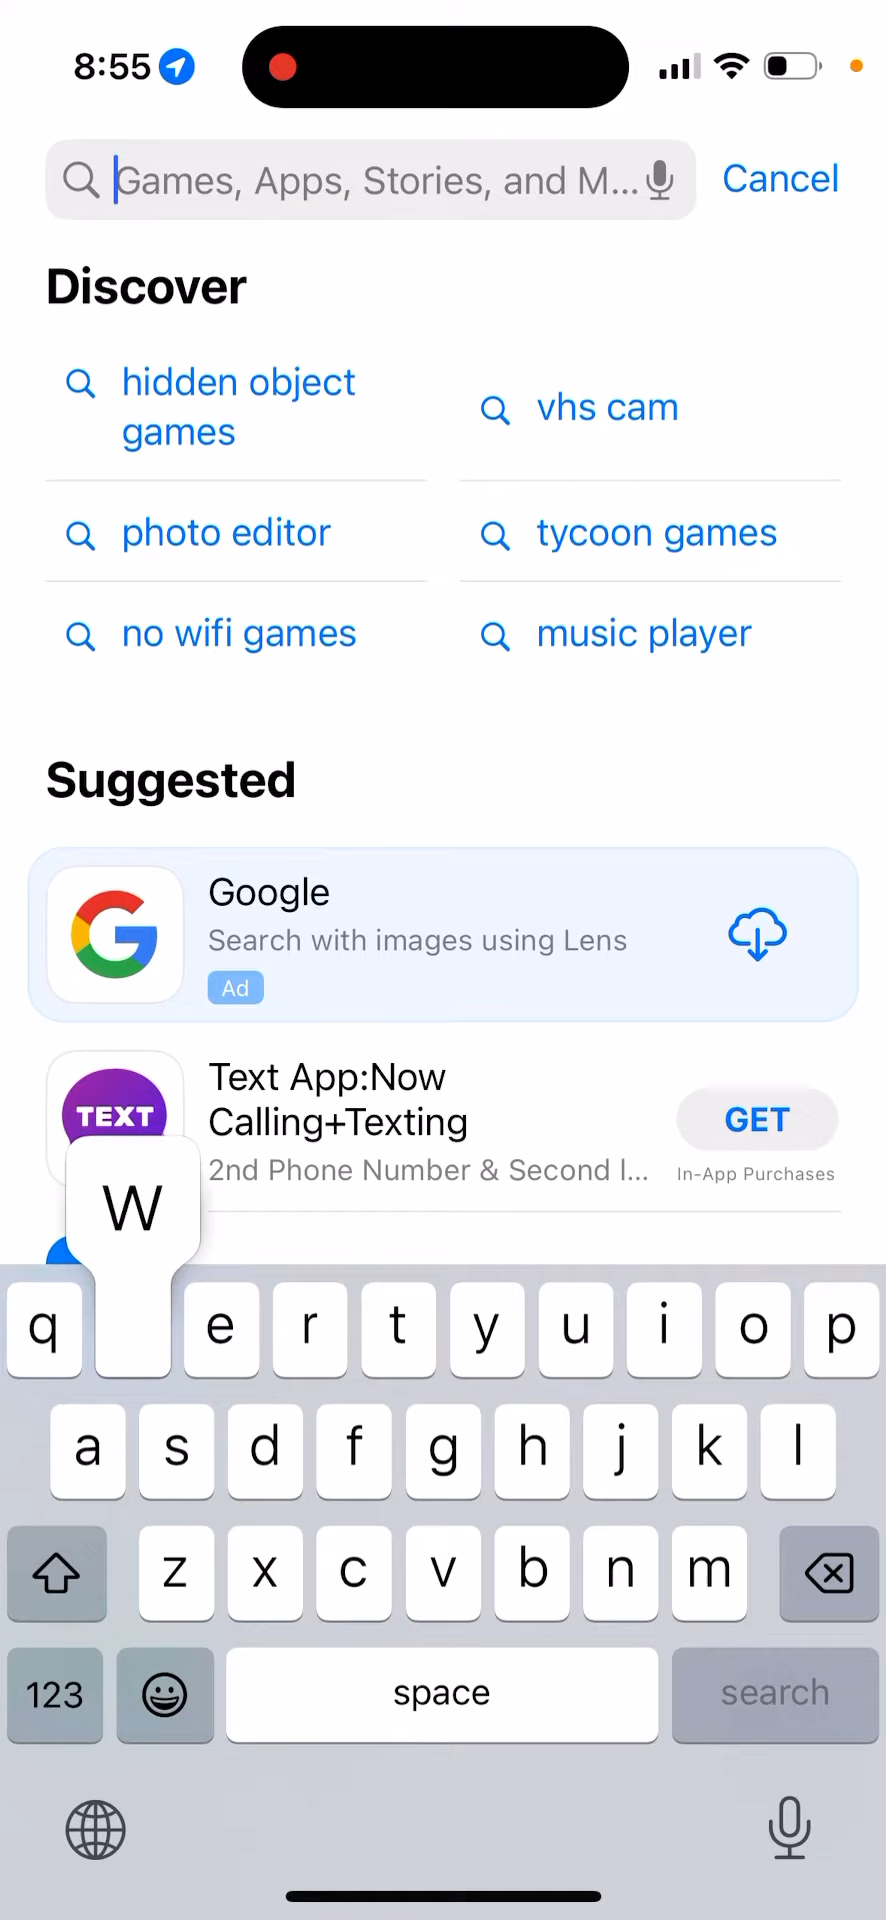 8:55
Games, Apps, Stories, and M... Cancel
Discover
hidden object
games
vhs cam
photo editor
tycoon games
no wifi games
music player
Suggested
Google
Search with images using Lens
Ad
TEXT
Text App:Now
Calling+Texting
2nd Phone Number & Second l...
GET
In-App Purchases
W
q e r t y u i o p
a s d f g h j k l
z x c v b n m
123 space search